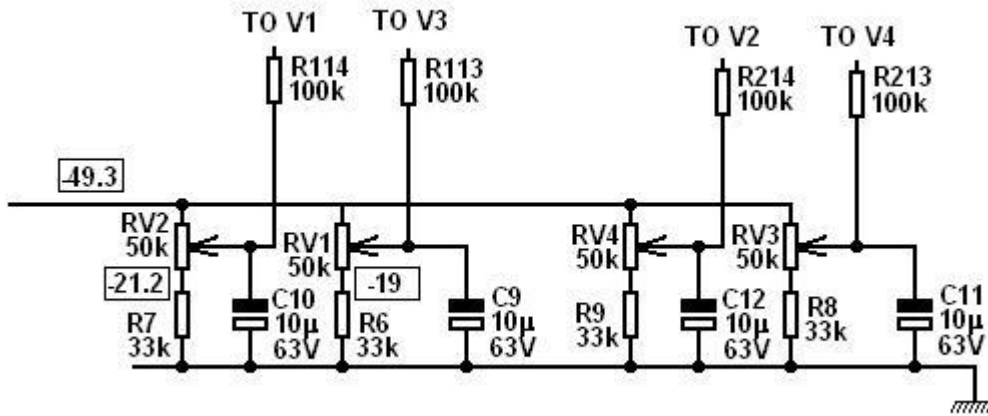 TO V1
TO V3
TO V2
TO V4
R114
100k
R113
100k
R214
100k
R213
100k
-49.3
RV2
50k
RV1
50k
RV4
50k
RV3
50k
-21.2
-19
R7
33k
C10
10µ
63V
R6
33k
C9
10µ
63V
R9
33k
C12
10µ
63V
R8
33k
C11
10µ
63V